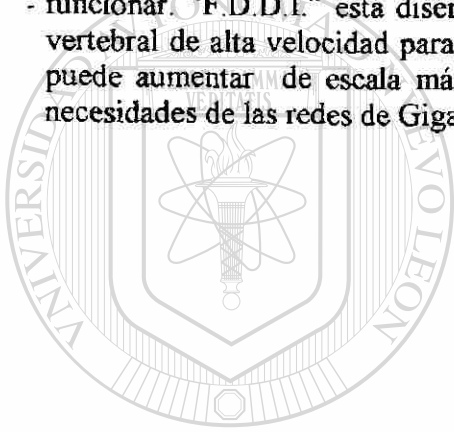 - funcionar. "F.D.D.I." está diseñ
vertebral de alta velocidad para
puede aumentar de escala má
necesidades de las redes de Giga
VERITATIS